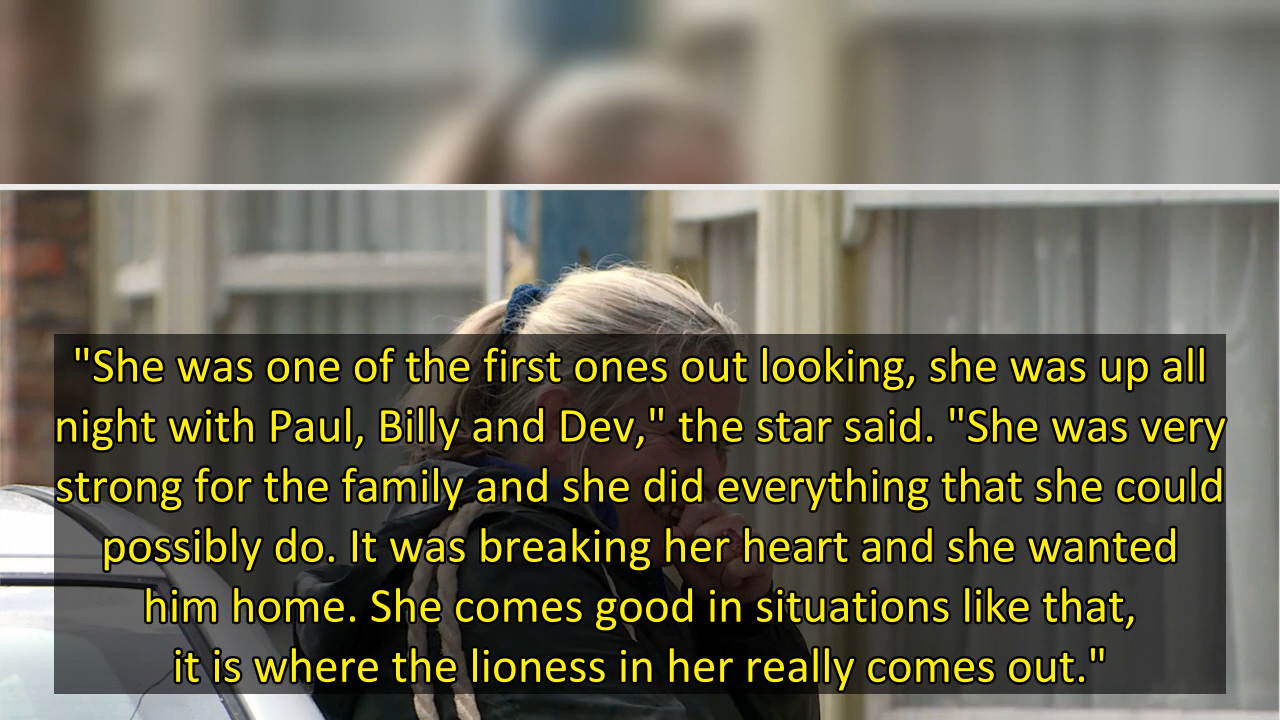 "She was one of the first ones out looking, she was up all
night with Paul, Billy and Dev," the star said. "She was very
strong for the family and she did everything that she could
possibly do. It was breaking her heart and she wanted
him home. She comes good in situations like that,
it is where the lioness in her really comes out."